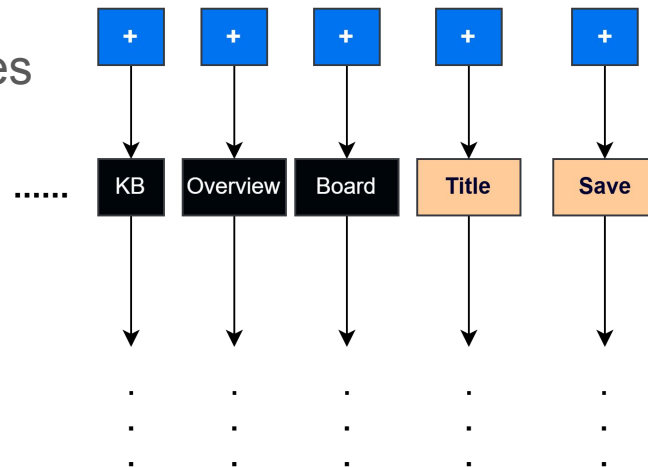 + + + + +
es
...... KB Overview Board Title Save
. . . . .
. . . . .
. . . . .